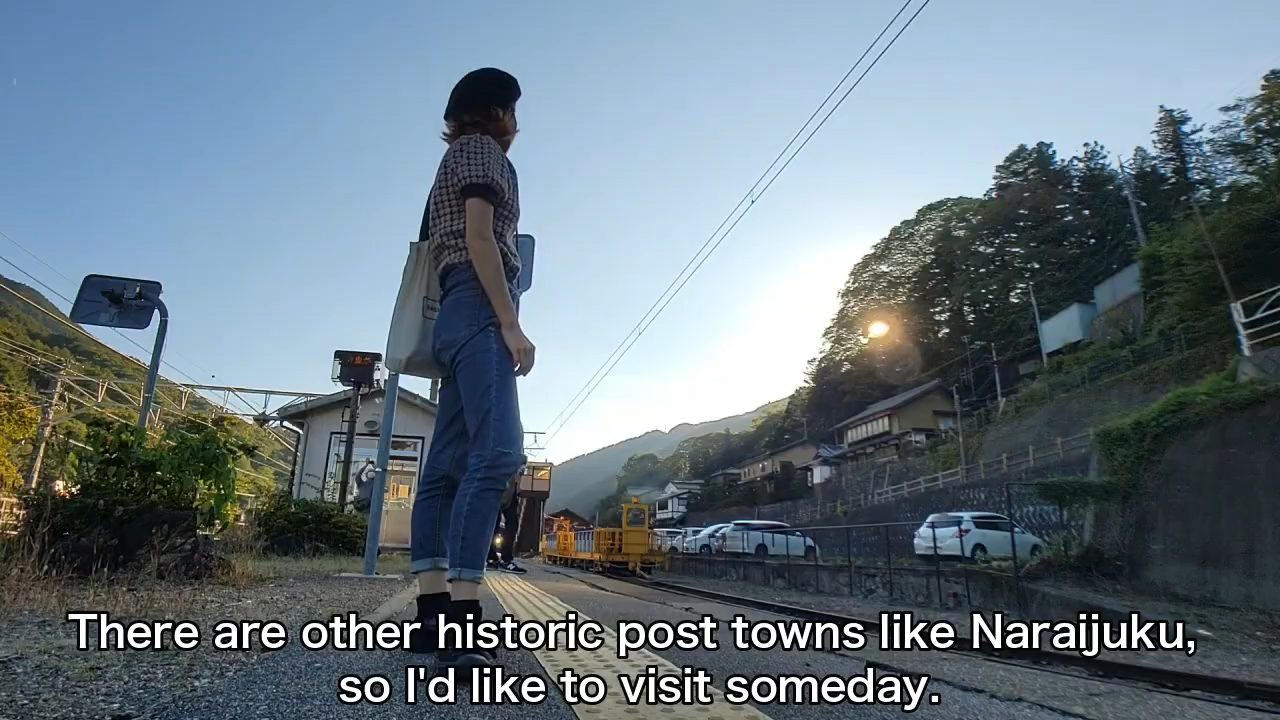 There are other historic post towns like Naraijuku,
so I'd like to visit someday.